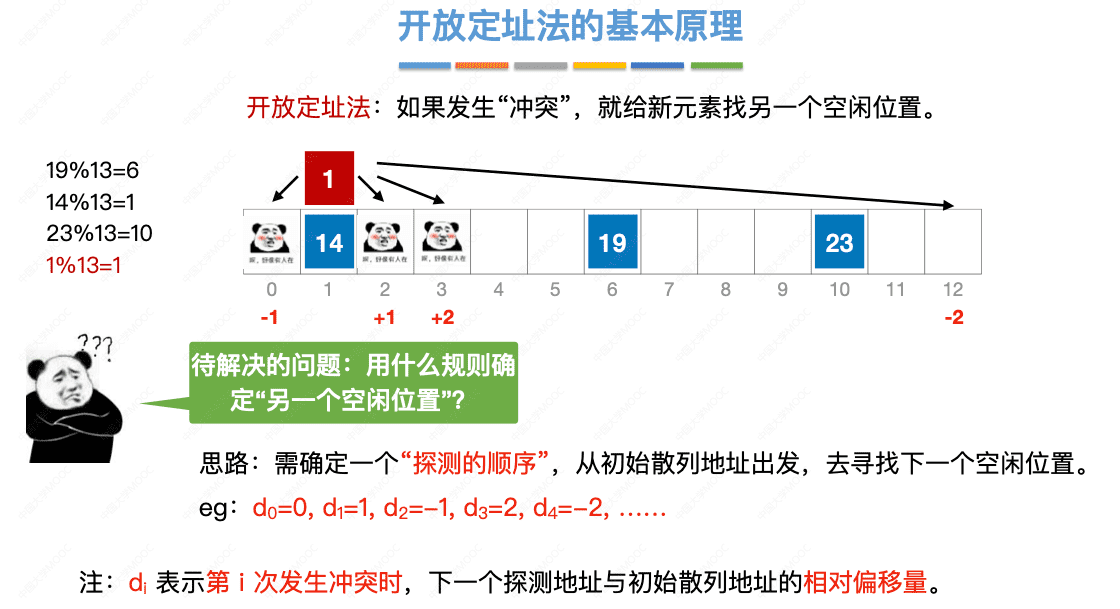 开放定址法的基本原理
开放定址法：如果发生“冲突”，就给新元素找另一个空闲位置。
19%13=6
14%13=1
23%13=10
1%13=1
1
14
19
23
啊，好像有人在
啊，好像有人在
啊，好像有人在
0 1 2 3 4 5 6 7 8 9 10 11 12
-1 +1 +2 -2
???
待解决的问题：用什么规则确
定“另一个空闲位置”？
思路：需确定一个“探测的顺序”，从初始散列地址出发，去寻找下一个空闲位置。
eg：d₀=0, d₁=1, d₂=−1, d₃=2, d₄=−2, ……
注：dᵢ 表示第 i 次发生冲突时，下一个探测地址与初始散列地址的相对偏移量。